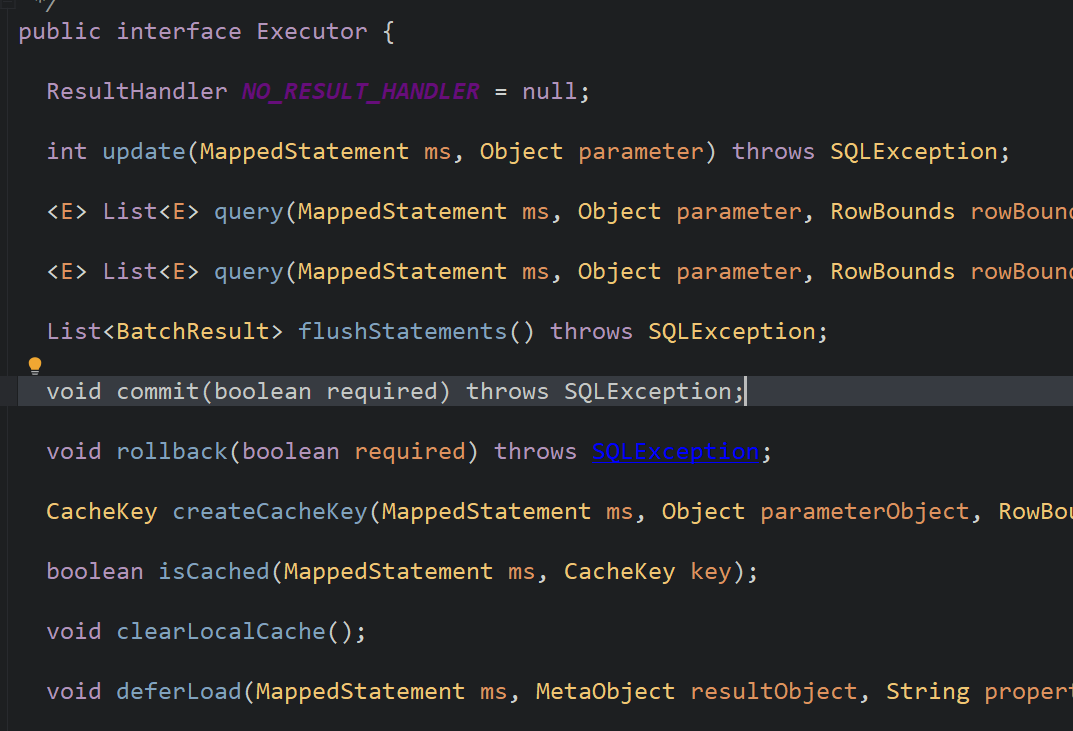 */
public interface Executor {
ResultHandler NO_RESULT_HANDLER = null;
int update(MappedStatement ms, Object parameter) throws SQLException;
<E> List<E> query(MappedStatement ms, Object parameter, RowBounds rowBound
<E> List<E> query(MappedStatement ms, Object parameter, RowBounds rowBound
List<BatchResult> flushStatements() throws SQLException;
void commit(boolean required) throws SQLException;
void rollback(boolean required) throws SQLException;
CacheKey createCacheKey(MappedStatement ms, Object parameterObject, RowBou
boolean isCached(MappedStatement ms, CacheKey key);
void clearLocalCache();
void deferLoad(MappedStatement ms, MetaObject resultObject, String propert